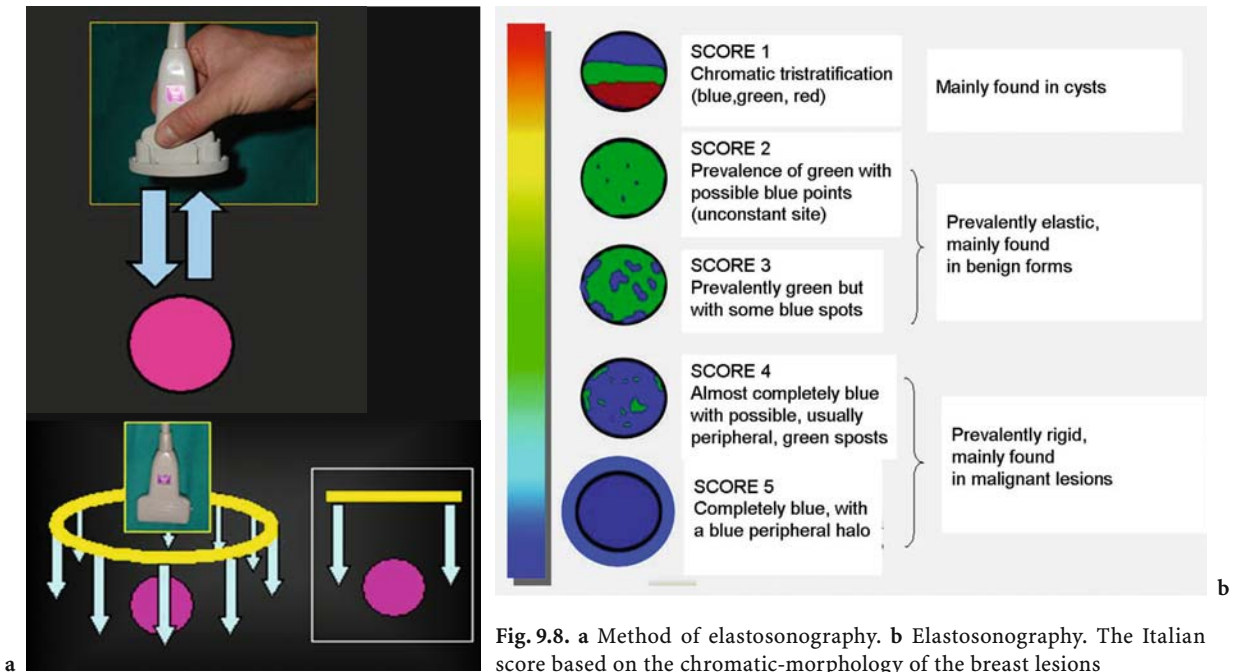 SCORE 1
Chromatic tristratification
(blue,green, red)
Mainly found in cysts
SCORE 2
Prevalence of green with
possible blue points
(unconstant site)
Prevalently elastic,
mainly found
in benign forms
SCORE 3
Prevalently green but
with some blue spots
SCORE 4
Almost completely blue
with possible, usually
peripheral, green sposts
Prevalently rigid,
mainly found
in malignant lesions
SCORE 5
Completely blue, with
a blue peripheral halo
b
a
Fig. 9.8. a Method of elastosonography. b Elastosonography. The Italian
score based on the chromatic-morphology of the breast lesions